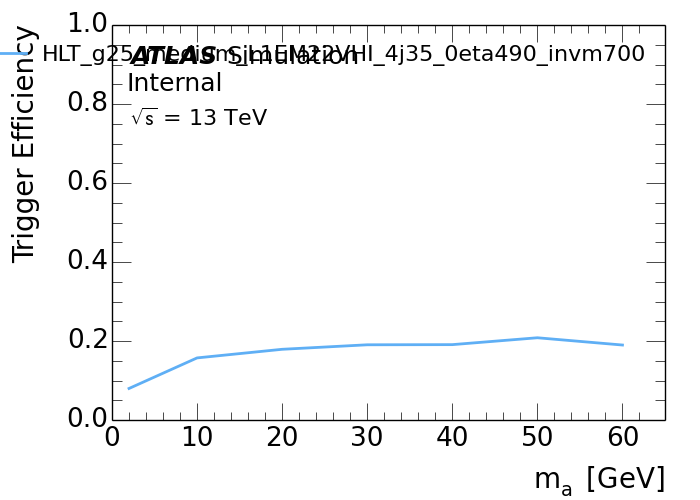 1.0
0.8
0.6
0.4
0.2
0.0
Trigger Efficiency
HLT_g25_medium_L1EM22VHI_4j35_0eta490_invm700
ATLAS Simulation
Internal
√s = 13 TeV
0 10 20 30 40 50 60
mₐ [GeV]